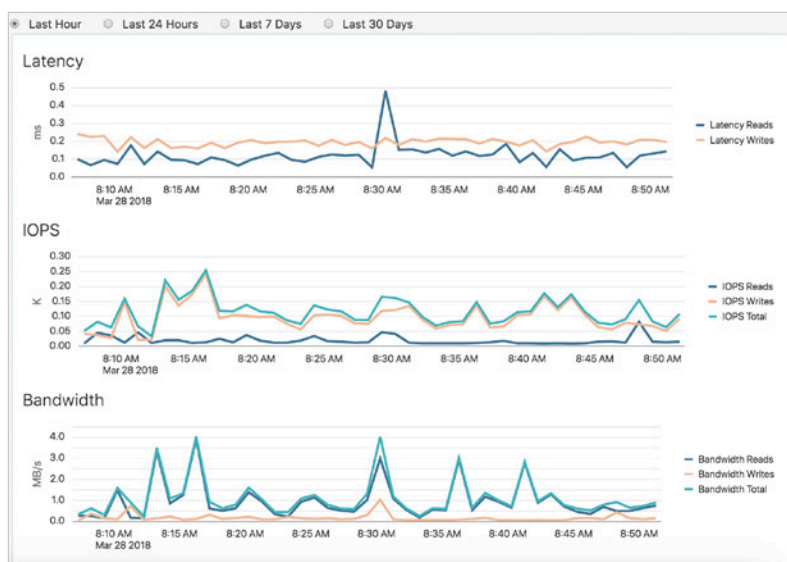 Last Hour Last 24 Hours Last 7 Days Last 30 Days
Latency
0.5
0.4
0.3
0.2
0.1
0.0
ms
8:10 AM 8:15 AM 8:20 AM 8:25 AM 8:30 AM 8:35 AM 8:40 AM 8:45 AM 8:50 AM
Mar 28 2018
Latency Reads
Latency Writes
IOPS
0.30
0.25
0.20
0.15
0.10
0.05
0.00
K
8:10 AM 8:15 AM 8:20 AM 8:25 AM 8:30 AM 8:35 AM 8:40 AM 8:45 AM 8:50 AM
Mar 28 2018
IOPS Reads
IOPS Writes
IOPS Total
Bandwidth
4.0
3.0
2.0
1.0
0.0
MB/s
8:10 AM 8:15 AM 8:20 AM 8:25 AM 8:30 AM 8:35 AM 8:40 AM 8:45 AM 8:50 AM
Mar 28 2018
Bandwidth Reads
Bandwidth Writes
Bandwidth Total